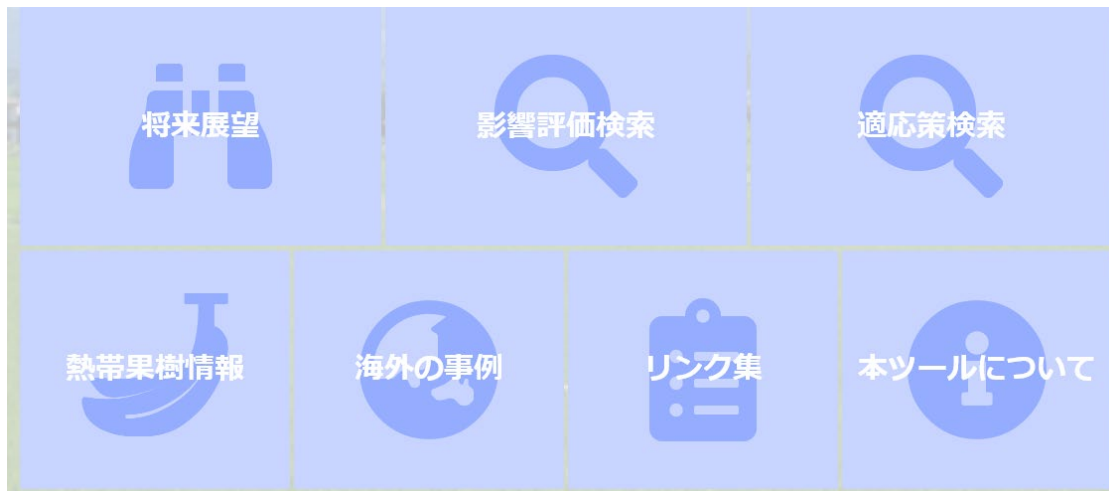 将来展望
影響評価検索
適応策検索
熱帯果樹情報
海外の事例
リンク集
本ツールについて